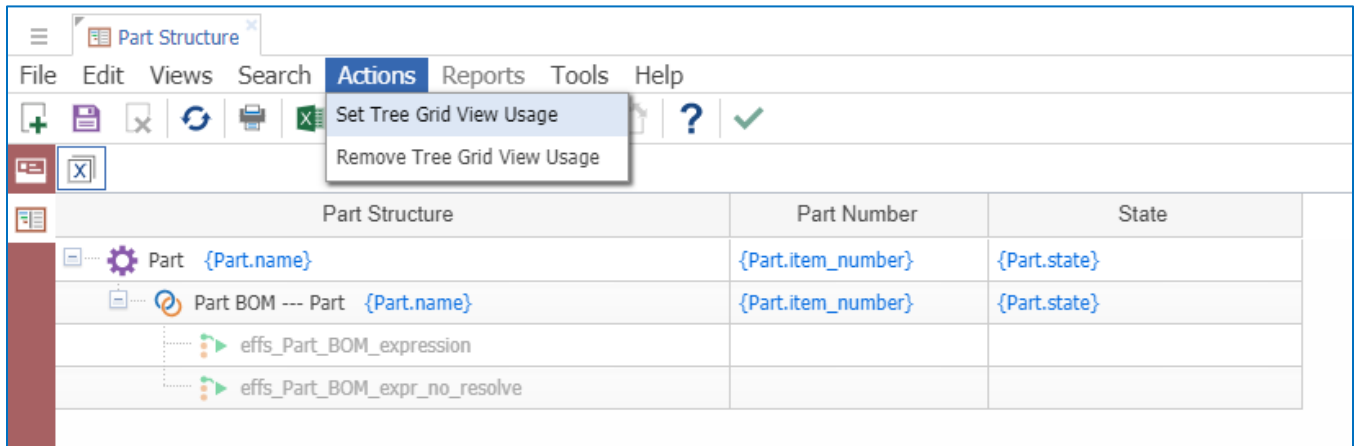 Part Structure
File Edit Views Search Actions Reports Tools Help
Set Tree Grid View Usage
Remove Tree Grid View Usage
Part Structure Part Number State
Part {Part.name} {Part.item_number} {Part.state}
Part BOM --- Part {Part.name} {Part.item_number} {Part.state}
effs_Part_BOM_expression
effs_Part_BOM_expr_no_resolve